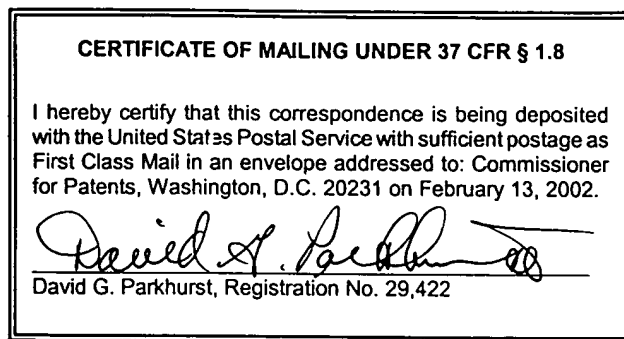 CERTIFICATE OF MAILING UNDER 37 CFR § 1.8
I hereby certify that this correspondence is being deposited
with the United States Postal Service with sufficient postage as
First Class Mail in an envelope addressed to: Commissioner
for Patents, Washington, D.C. 20231 on February 13, 2002.
David G. Parkhurst
David G. Parkhurst, Registration No. 29,422